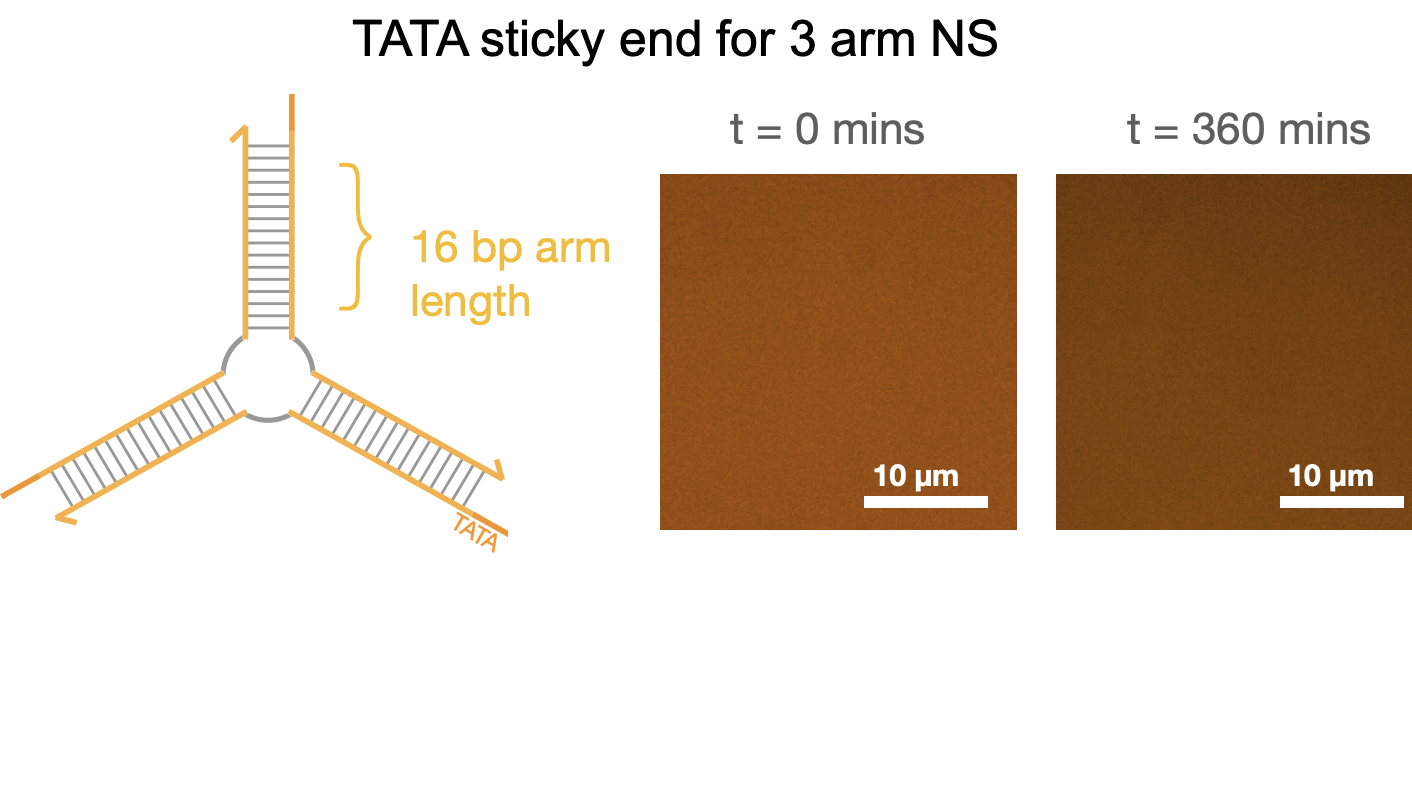 TATA sticky end for 3 arm NS
t = 0 mins
t = 360 mins
16 bp arm
length
10 µm
10 µm
TATA